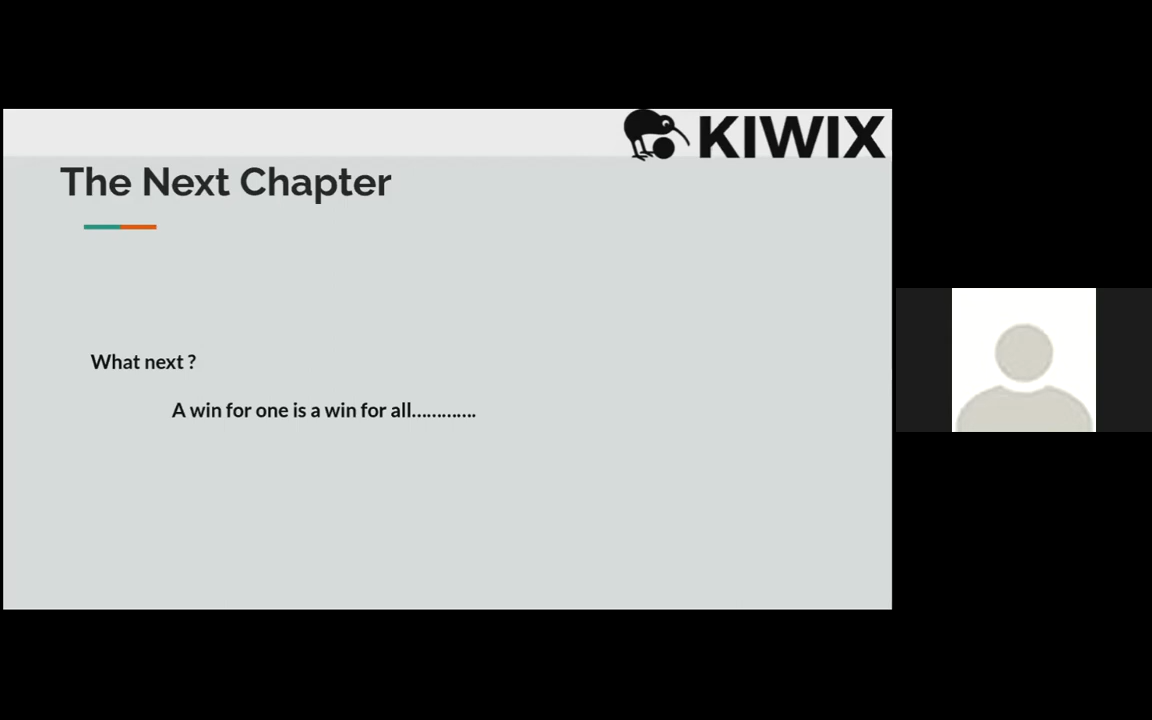 KIWIX
The Next Chapter
What next ?
A win for one is a win for all.............